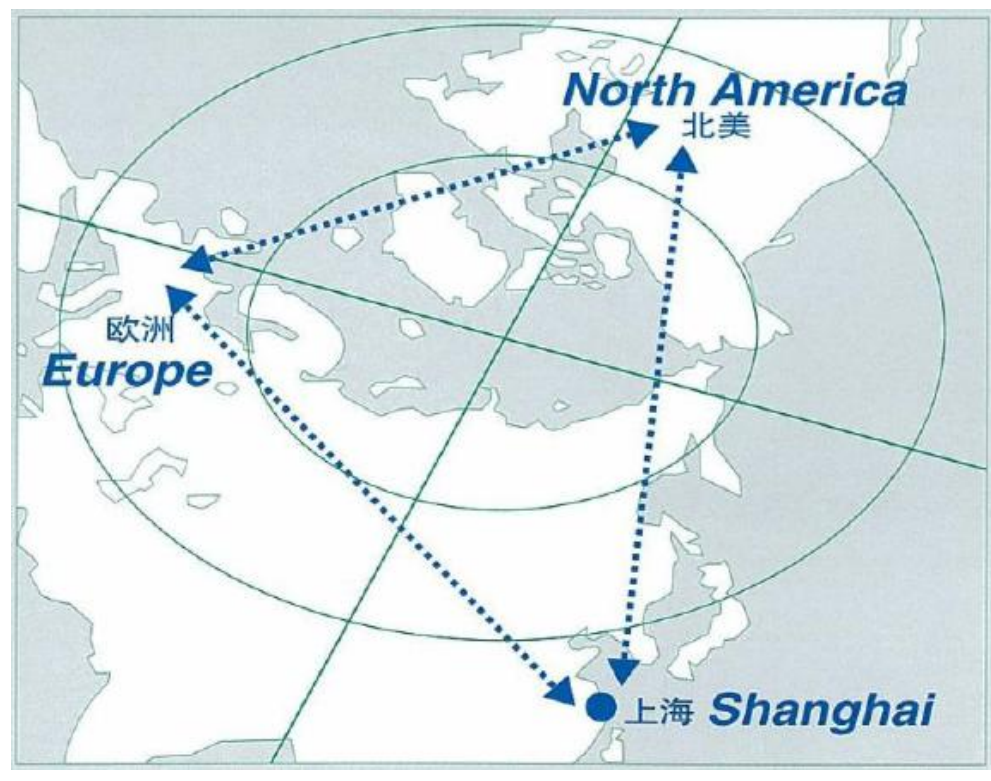 North America
北美
欧洲
Europe
上海 Shanghai